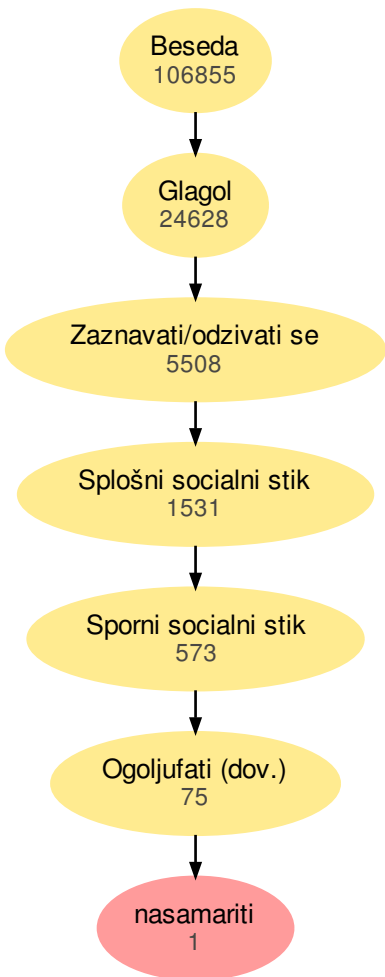 Beseda
106855
Glagol
24628
Zaznavati/odzivati se
5508
Splošni socialni stik
1531
Sporni socialni stik
573
Ogoljufati (dov.)
75
nasamariti
1